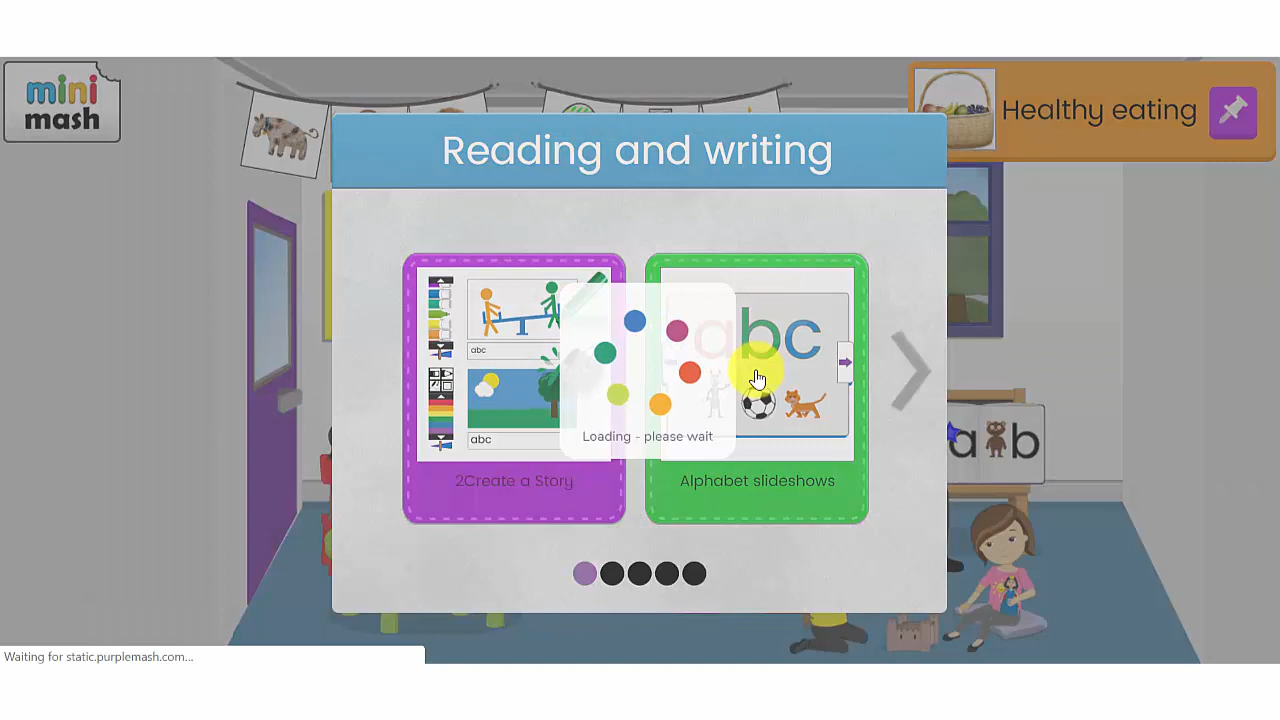 mini
mash
Healthy eating
Reading and writing
abc
abc
abc
2Create a Story
Alphabet slideshows
Loading - please wait
a b
Waiting for static.purplemash.com...